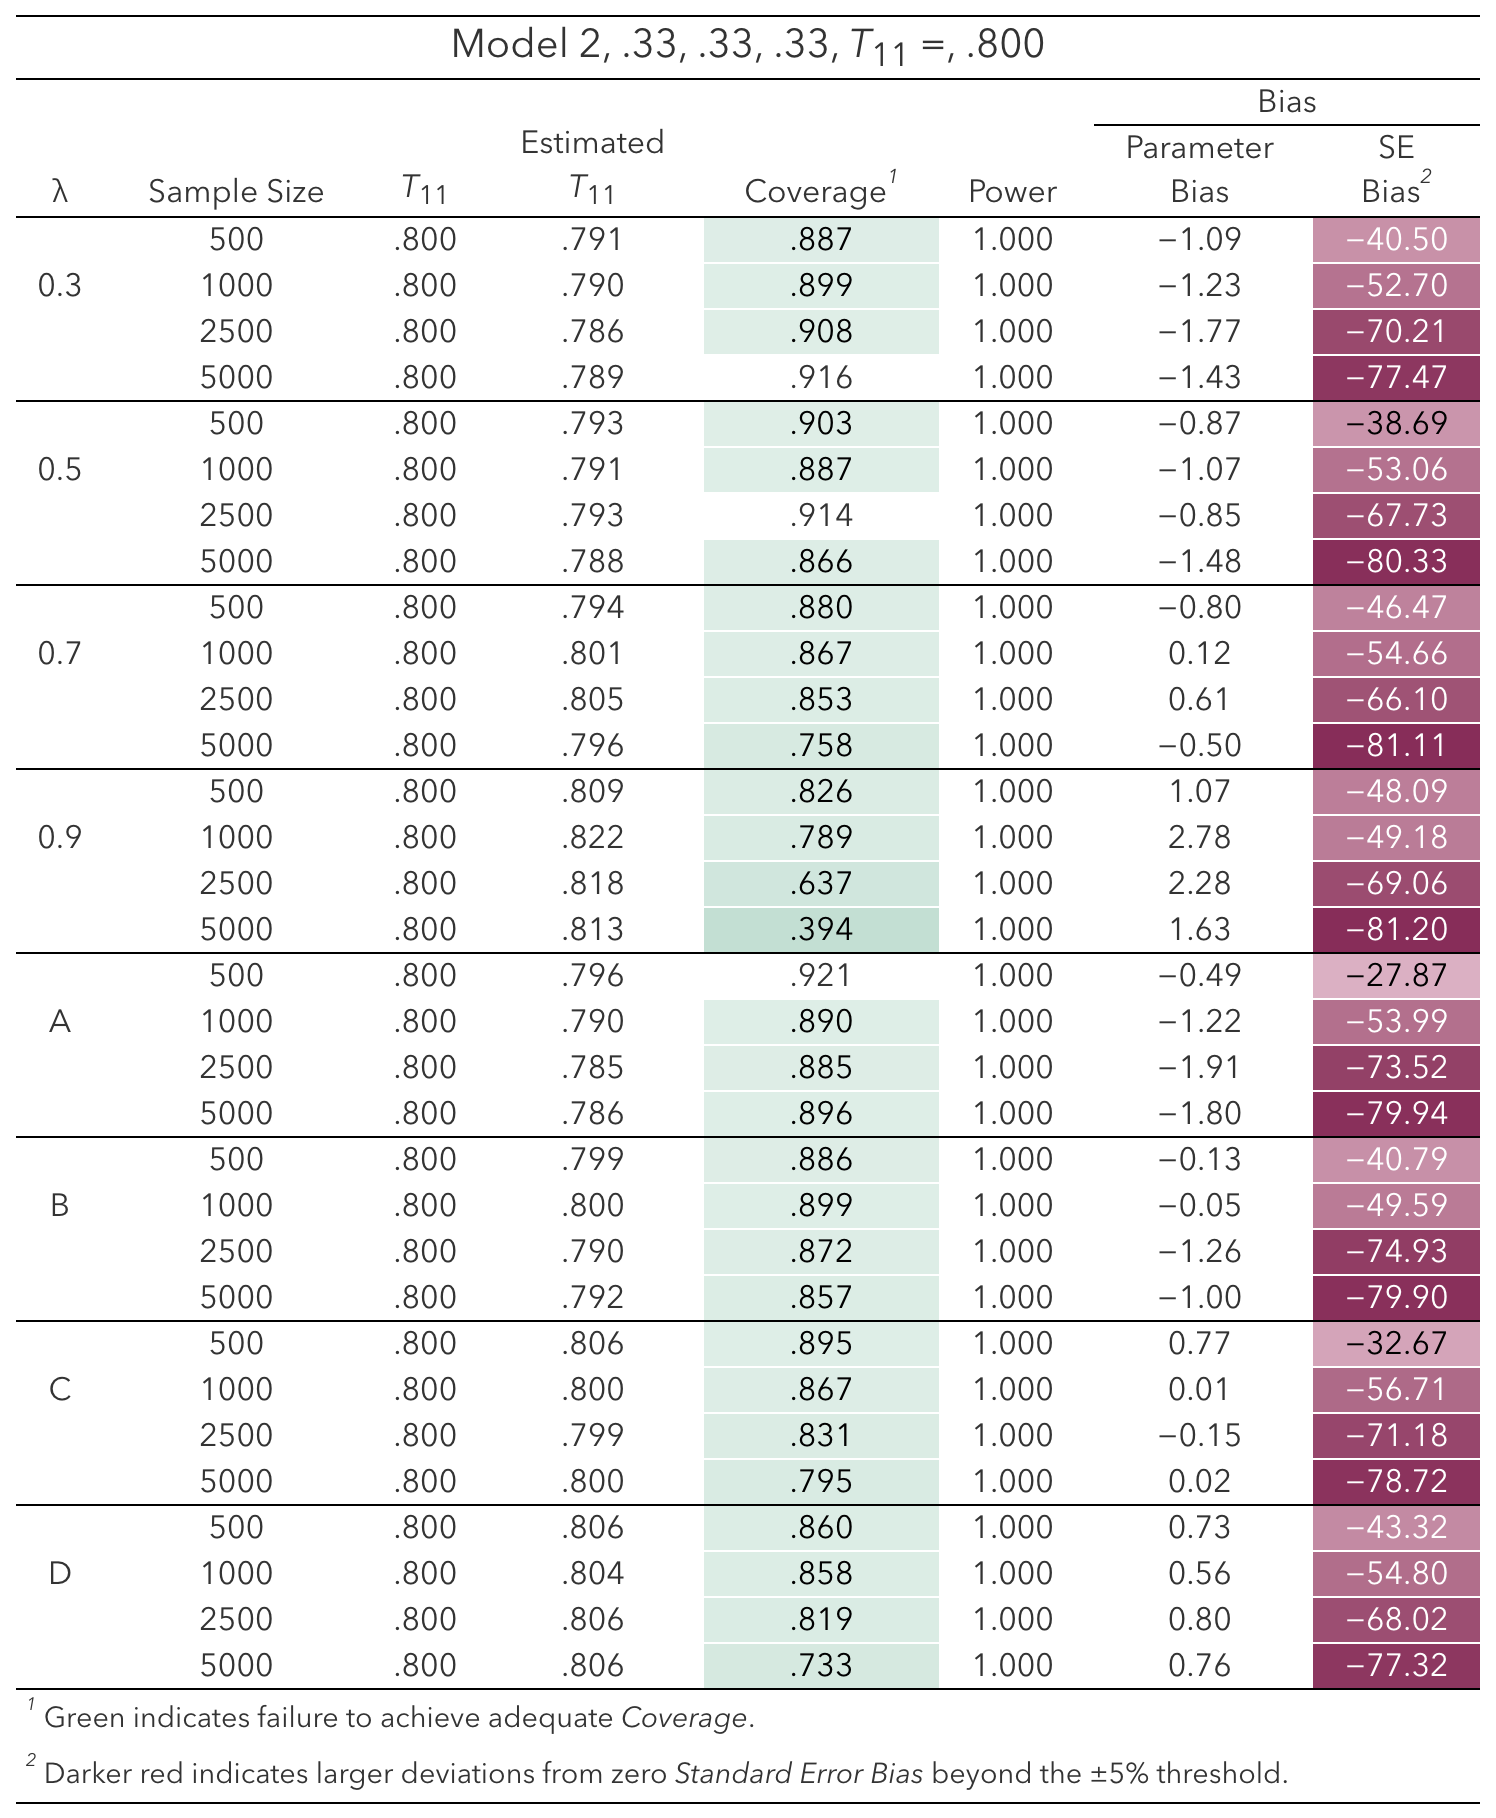 Model 2, .33, .33, .33, T11 =, .800
Bias
Estimated Parameter SE
λ Sample Size T11 T11 Coverage1 Power Bias Bias2
500 .800 .791 .887 1.000 −1.09 −40.50
0.3 1000 .800 .790 .899 1.000 −1.23 −52.70
2500 .800 .786 .908 1.000 −1.77 −70.21
5000 .800 .789 .916 1.000 −1.43 −77.47
500 .800 .793 .903 1.000 −0.87 −38.69
0.5 1000 .800 .791 .887 1.000 −1.07 −53.06
2500 .800 .793 .914 1.000 −0.85 −67.73
5000 .800 .788 .866 1.000 −1.48 −80.33
500 .800 .794 .880 1.000 −0.80 −46.47
0.7 1000 .800 .801 .867 1.000 0.12 −54.66
2500 .800 .805 .853 1.000 0.61 −66.10
5000 .800 .796 .758 1.000 −0.50 −81.11
500 .800 .809 .826 1.000 1.07 −48.09
0.9 1000 .800 .822 .789 1.000 2.78 −49.18
2500 .800 .818 .637 1.000 2.28 −69.06
5000 .800 .813 .394 1.000 1.63 −81.20
500 .800 .796 .921 1.000 −0.49 −27.87
A 1000 .800 .790 .890 1.000 −1.22 −53.99
2500 .800 .785 .885 1.000 −1.91 −73.52
5000 .800 .786 .896 1.000 −1.80 −79.94
500 .800 .799 .886 1.000 −0.13 −40.79
B 1000 .800 .800 .899 1.000 −0.05 −49.59
2500 .800 .790 .872 1.000 −1.26 −74.93
5000 .800 .792 .857 1.000 −1.00 −79.90
500 .800 .806 .895 1.000 0.77 −32.67
C 1000 .800 .800 .867 1.000 0.01 −56.71
2500 .800 .799 .831 1.000 −0.15 −71.18
5000 .800 .800 .795 1.000 0.02 −78.72
500 .800 .806 .860 1.000 0.73 −43.32
D 1000 .800 .804 .858 1.000 0.56 −54.80
2500 .800 .806 .819 1.000 0.80 −68.02
5000 .800 .806 .733 1.000 0.76 −77.32
1 Green indicates failure to achieve adequate Coverage.
2 Darker red indicates larger deviations from zero Standard Error Bias beyond the ±5% threshold.